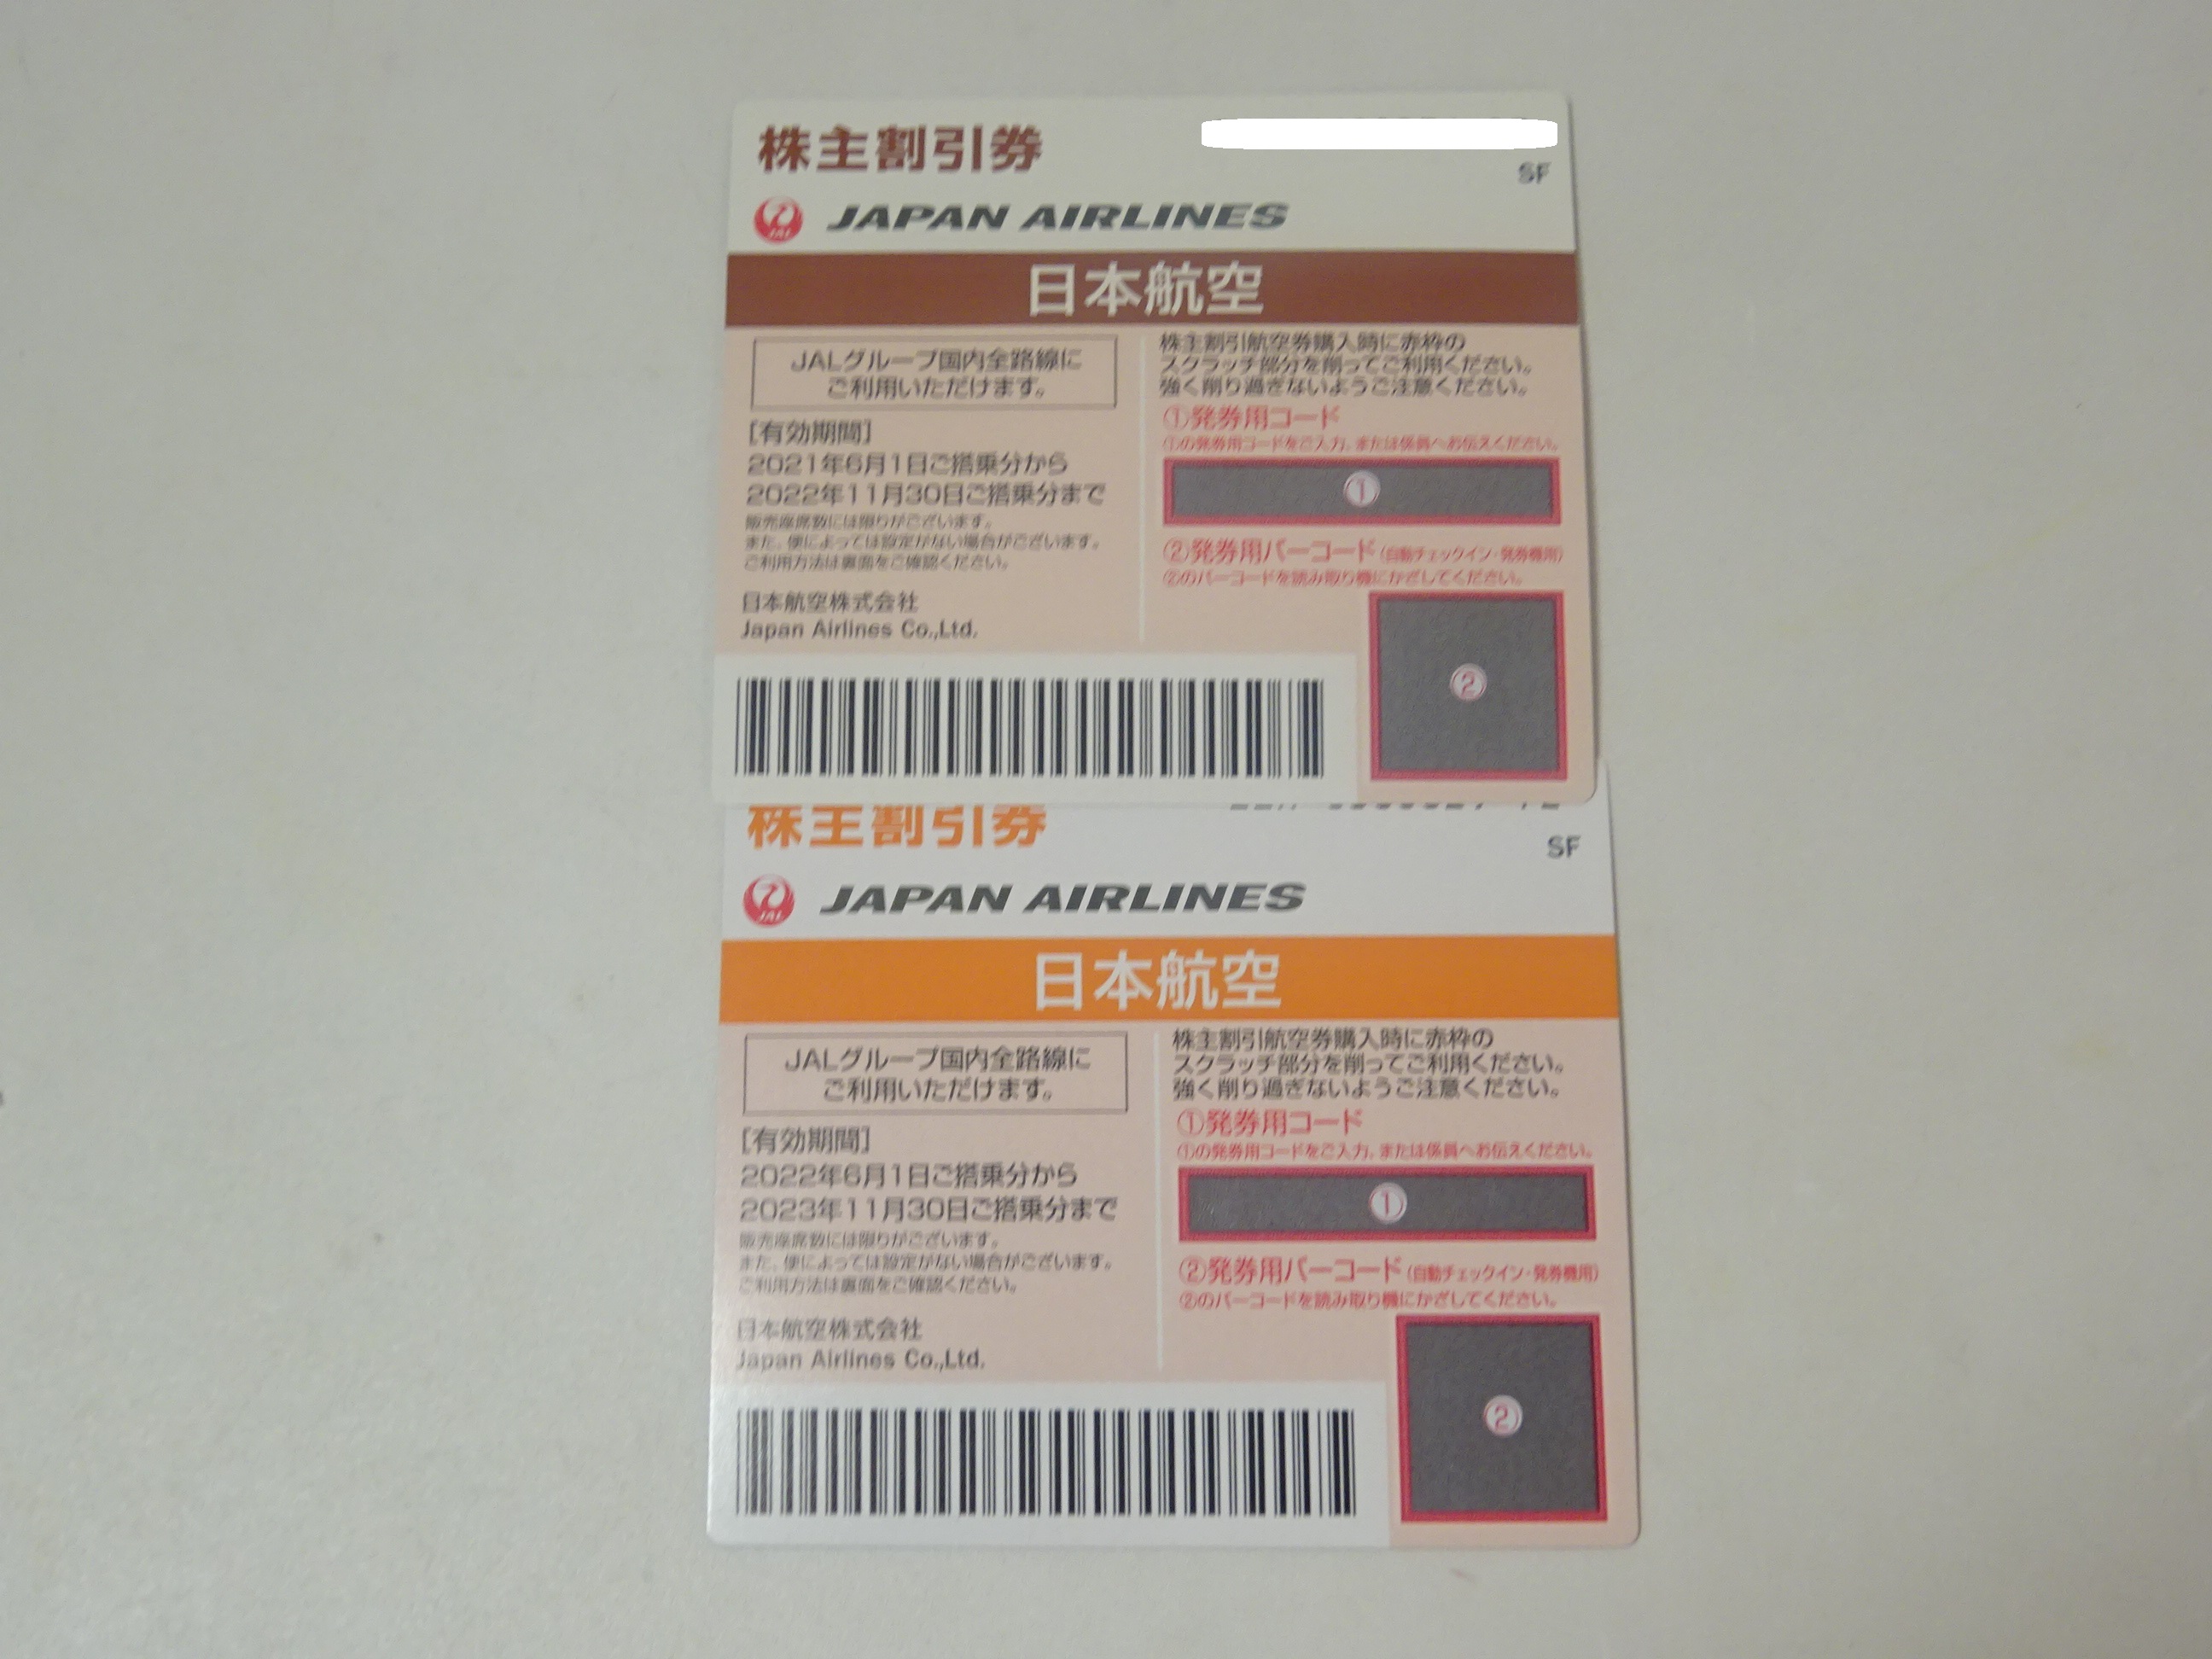 株主割引券
SF
JAL
JAPAN AIRLINES
日本航空
JALグループ国内全路線に
ご利用いただけます。
[有効期間]
2021年6月1日ご搭乗分から
2022年11月30日ご搭乗分まで
販売座席数には限りがございます。
また、便によっては設定がない場合がございます。
ご利用方法は裏面をご確認ください。
日本航空株式会社
Japan Airlines Co.,Ltd.
株主割引航空券購入時に赤枠の
スクラッチ部分を削ってご利用ください。
強く削り過ぎないようご注意ください。
①発券用コード
①の発券用コードをご入力、または係員へお伝えください。
①
②発券用バーコード(自動チェックイン・発券機用)
②のバーコードを読み取り機にかざしてください。
②
株主割引券
SF
JAL
JAPAN AIRLINES
日本航空
JALグループ国内全路線に
ご利用いただけます。
[有効期間]
2022年6月1日ご搭乗分から
2023年11月30日ご搭乗分まで
販売座席数には限りがございます。
また、便によっては設定がない場合がございます。
ご利用方法は裏面をご確認ください。
日本航空株式会社
Japan Airlines Co.,Ltd.
株主割引航空券購入時に赤枠の
スクラッチ部分を削ってご利用ください。
強く削り過ぎないようご注意ください。
①発券用コード
①の発券用コードをご入力、または係員へお伝えください。
①
②発券用バーコード(自動チェックイン・発券機用)
②のバーコードを読み取り機にかざしてください。
②